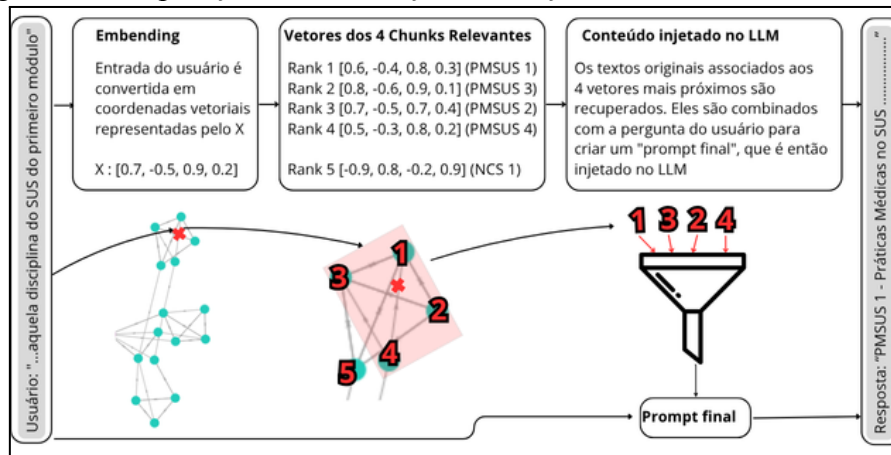 Usuário: "...aquela disciplina do SUS do primeiro módulo"
Embending
Entrada do usuário é
convertida em
coordenadas vetoriais
representadas pelo X
X : [0.7, -0.5, 0.9, 0.2]
Vetores dos 4 Chunks Relevantes
Rank 1 [0.6, -0.4, 0.8, 0.3] (PMSUS 1)
Rank 2 [0.8, -0.6, 0.9, 0.1] (PMSUS 3)
Rank 3 [0.7, -0.5, 0.7, 0.4] (PMSUS 2)
Rank 4 [0.5, -0.3, 0.8, 0.2] (PMSUS 4)
Rank 5 [-0.9, 0.8, -0.2, 0.9] (NCS 1)
Conteúdo injetado no LLM
Os textos originais associados aos
4 vetores mais próximos são
recuperados. Eles são combinados
com a pergunta do usuário para
criar um "prompt final", que é então
injetado no LLM
1
3
2
5
4
1 3 2 4
Prompt final
Resposta: "PMSUS 1 - Práticas Médicas no SUS ..................."